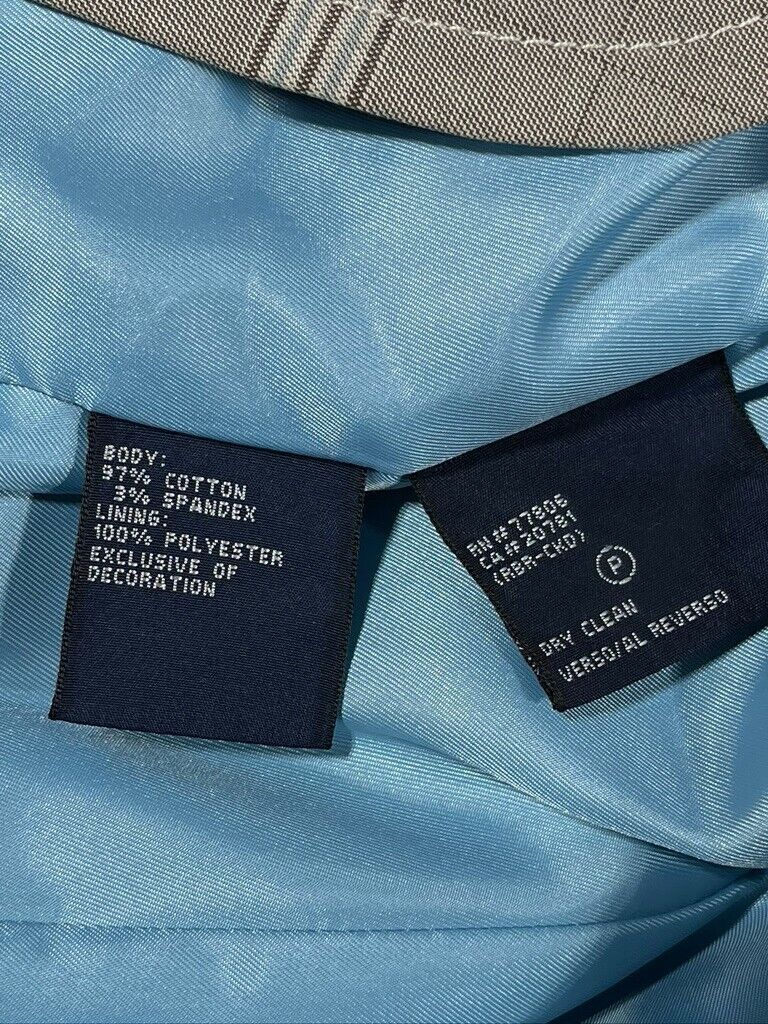 BODY:
97% COTTON
3% SPANDEX
LINING:
100% POLYESTER
EXCLUSIVE OF
DECORATION
RN# 77806
CA# 20791
(RBR-CKD)
P
DRY CLEAN
VERSO/AL REVERSO